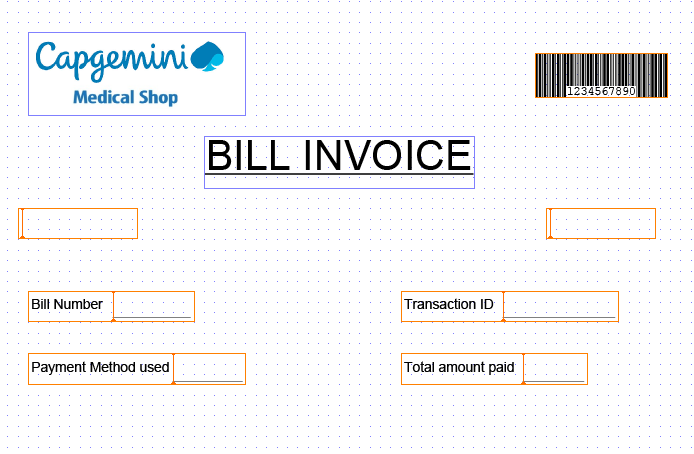 Capgemini
Medical Shop
1234567890
BILL INVOICE
Bill Number
Transaction ID
Payment Method used
Total amount paid